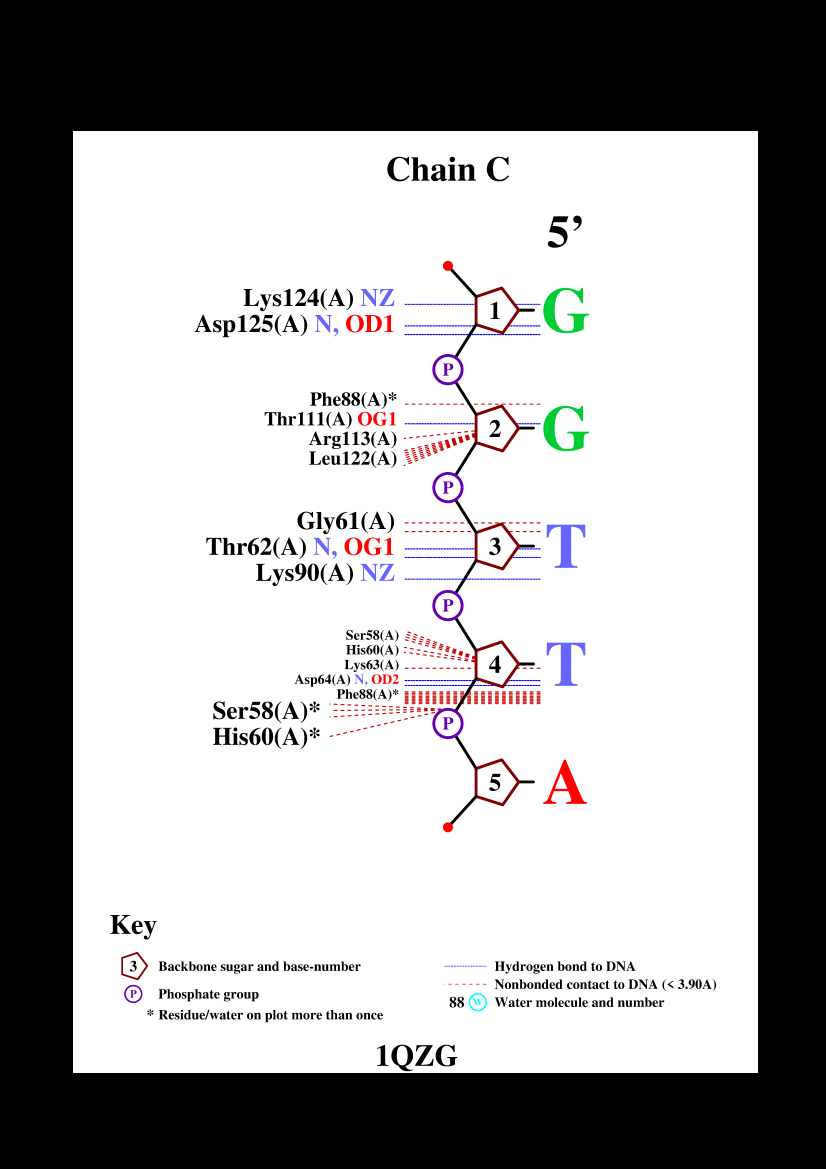 Chain C
5’
Lys124(A) NZ
1
G
Asp125(A) N, OD1
P
Phe88(A)*
Thr111(A) OG1
2
G
Arg113(A)
Leu122(A)
P
Gly61(A)
Thr62(A) N, OG1
3
T
Lys90(A) NZ
P
Ser58(A)
His60(A)
Lys63(A)
4
T
Asp64(A) N, OD2
Phe88(A)*
Ser58(A)*
P
His60(A)*
5
A
Key
3 Backbone sugar and base-number
P Phosphate group
* Residue/water on plot more than once
Hydrogen bond to DNA
Nonbonded contact to DNA (< 3.90A)
88 W Water molecule and number
1QZG